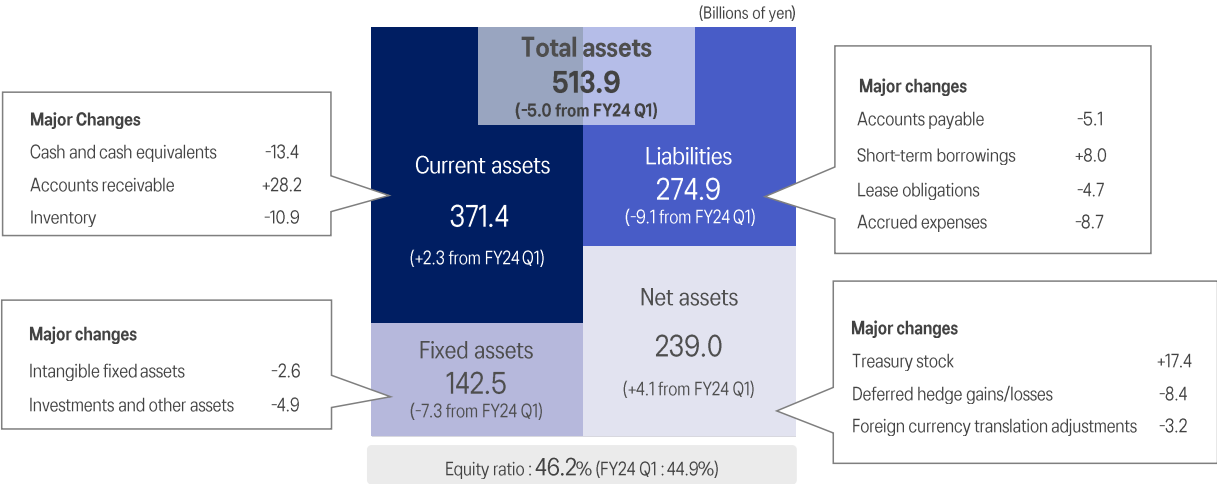 (Billions of yen)
Total assets
513.9
(-5.0 from FY24 Q1)
Major Changes
Cash and cash equivalents -13.4
Accounts receivable +28.2
Inventory -10.9
Current assets
371.4
(+2.3 from FY24 Q1)
Liabilities
274.9
(-9.1 from FY24 Q1)
Major changes
Accounts payable -5.1
Short-term borrowings +8.0
Lease obligations -4.7
Accrued expenses -8.7
Major changes
Intangible fixed assets -2.6
Investments and other assets -4.9
Fixed assets
142.5
(-7.3 from FY24 Q1)
Net assets
239.0
(+4.1 from FY24 Q1)
Major changes
Treasury stock +17.4
Deferred hedge gains/losses -8.4
Foreign currency translation adjustments -3.2
Equity ratio : 46.2% (FY24 Q1 : 44.9%)